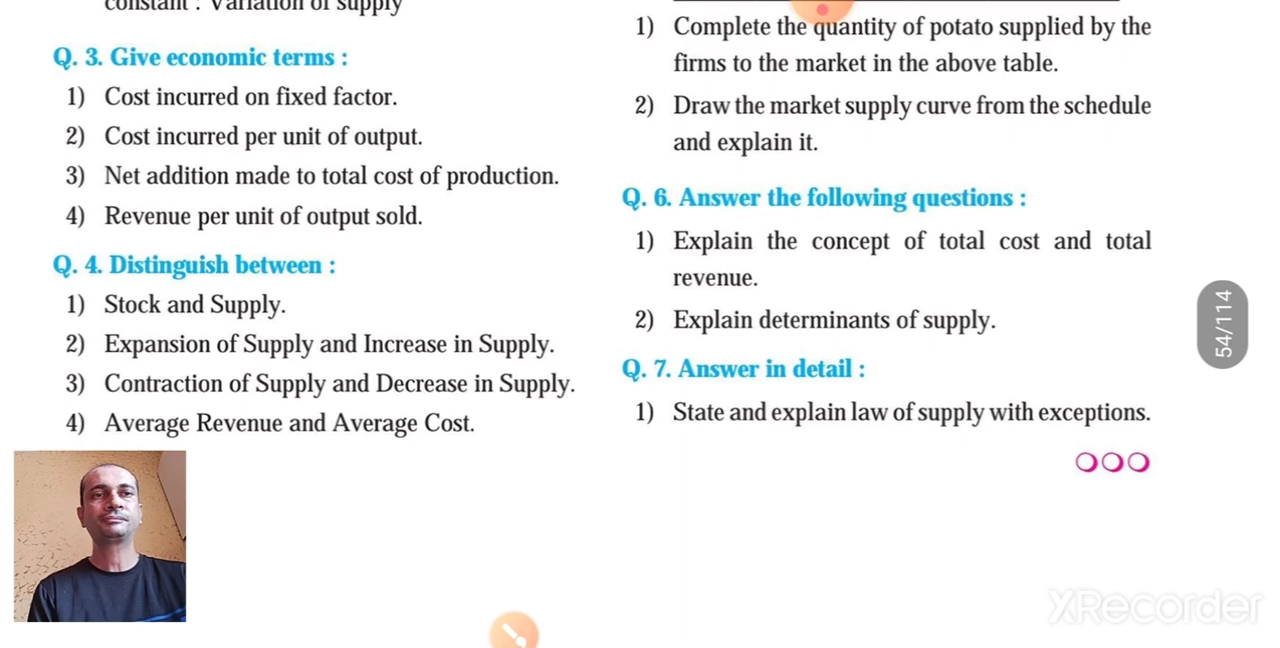 constant : Variation of supply
Q. 3. Give economic terms :
1) Cost incurred on fixed factor.
2) Cost incurred per unit of output.
3) Net addition made to total cost of production.
4) Revenue per unit of output sold.
Q. 4. Distinguish between :
1) Stock and Supply.
2) Expansion of Supply and Increase in Supply.
3) Contraction of Supply and Decrease in Supply.
4) Average Revenue and Average Cost.
1) Complete the quantity of potato supplied by the
firms to the market in the above table.
2) Draw the market supply curve from the schedule
and explain it.
Q. 6. Answer the following questions :
1) Explain the concept of total cost and total
revenue.
2) Explain determinants of supply.
Q. 7. Answer in detail :
1) State and explain law of supply with exceptions.
54/114
XRecorder